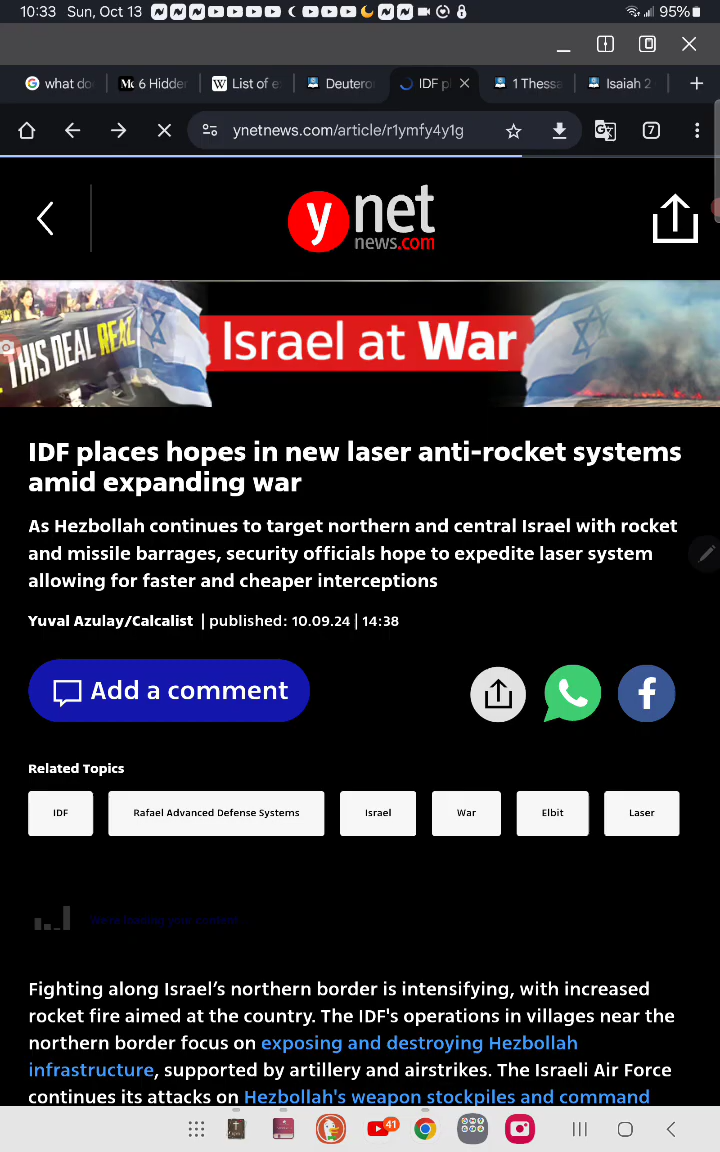 10:33 Sun, Oct 13
95%
what do
6 Hidder
List of e
Deutero
IDF pl
1 Thessa
Isaiah 2
ynetnews.com/article/r1ymfy4y1g
7
ynet
news.com
THIS DEAL REAL
Israel at War
IDF places hopes in new laser anti-rocket systems
amid expanding war
As Hezbollah continues to target northern and central Israel with rocket
and missile barrages, security officials hope to expedite laser system
allowing for faster and cheaper interceptions
Yuval Azulay/Calcalist | published: 10.09.24 | 14:38
Add a comment
Related Topics
IDF
Rafael Advanced Defense Systems
Israel
War
Elbit
Laser
Fighting along Israel’s northern border is intensifying, with increased
rocket fire aimed at the country. The IDF's operations in villages near the
northern border focus on exposing and destroying Hezbollah
infrastructure, supported by artillery and airstrikes. The Israeli Air Force
continues its attacks on Hezbollah's weapon stockpiles and command
41